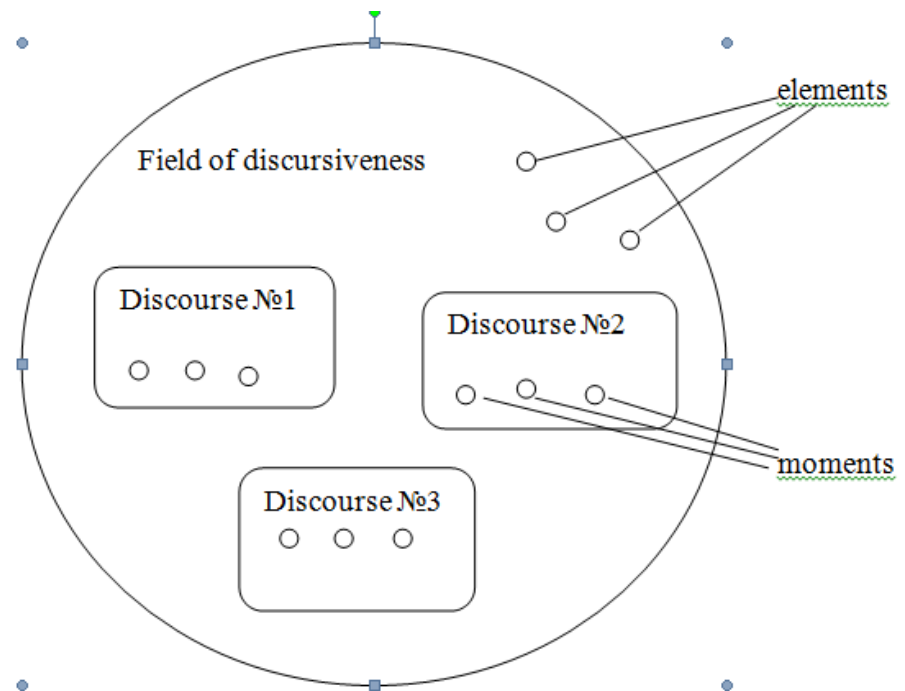 elements
Field of discursiveness
Discourse №1
Discourse №2
moments
Discourse №3